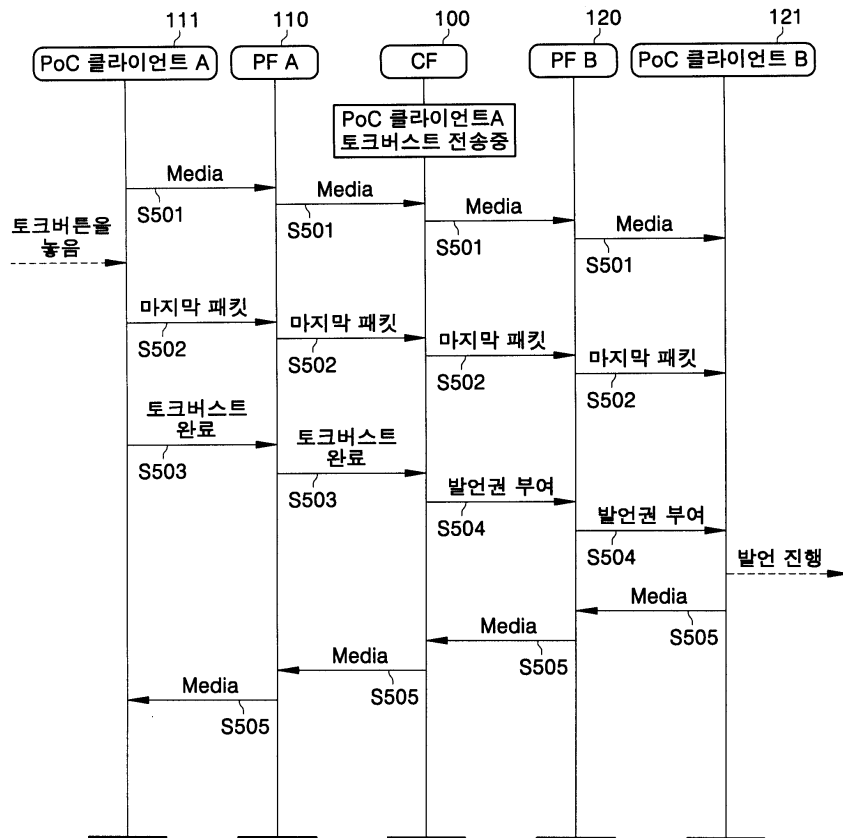 111
110
100
120
121
PoC 클라이언트 A
PF A
CF
PF B
PoC 클라이언트 B
PoC 클라이언트A
토크버스트 전송중
Media
S501
Media
S501
Media
S501
Media
S501
토크버튼을
놓음
마지막 패킷
S502
마지막 패킷
S502
마지막 패킷
S502
마지막 패킷
S502
토크버스트
완료
S503
토크버스트
완료
S503
발언권 부여
S504
발언권 부여
S504
발언 진행
Media
S505
Media
S505
Media
S505
Media
S505